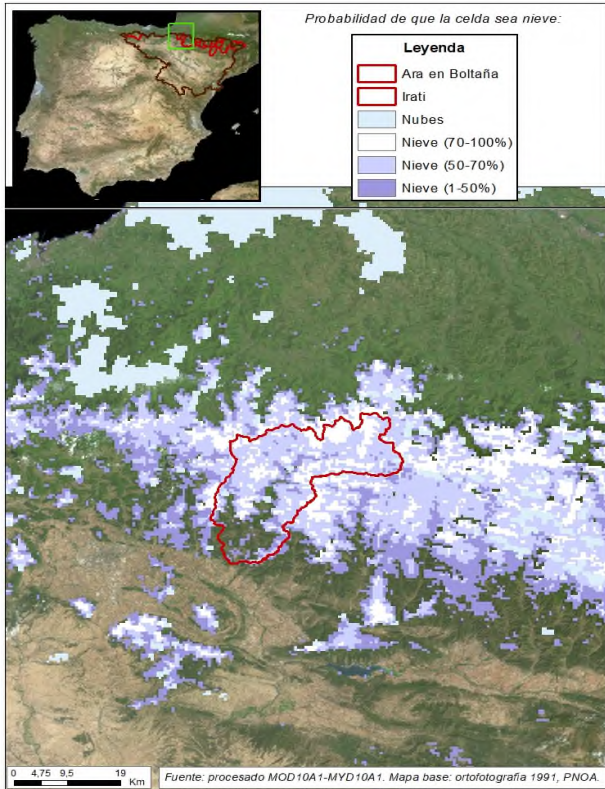 Probabilidad de que la celda sea nieve:
Leyenda
Ara en Boltaña
Irati
Nubes
Nieve (70-100%)
Nieve (50-70%)
Nieve (1-50%)
0 4,75 9,5 19
Km
Fuente: procesado MOD10A1-MYD10A1. Mapa base: ortofotografía 1991, PNOA.